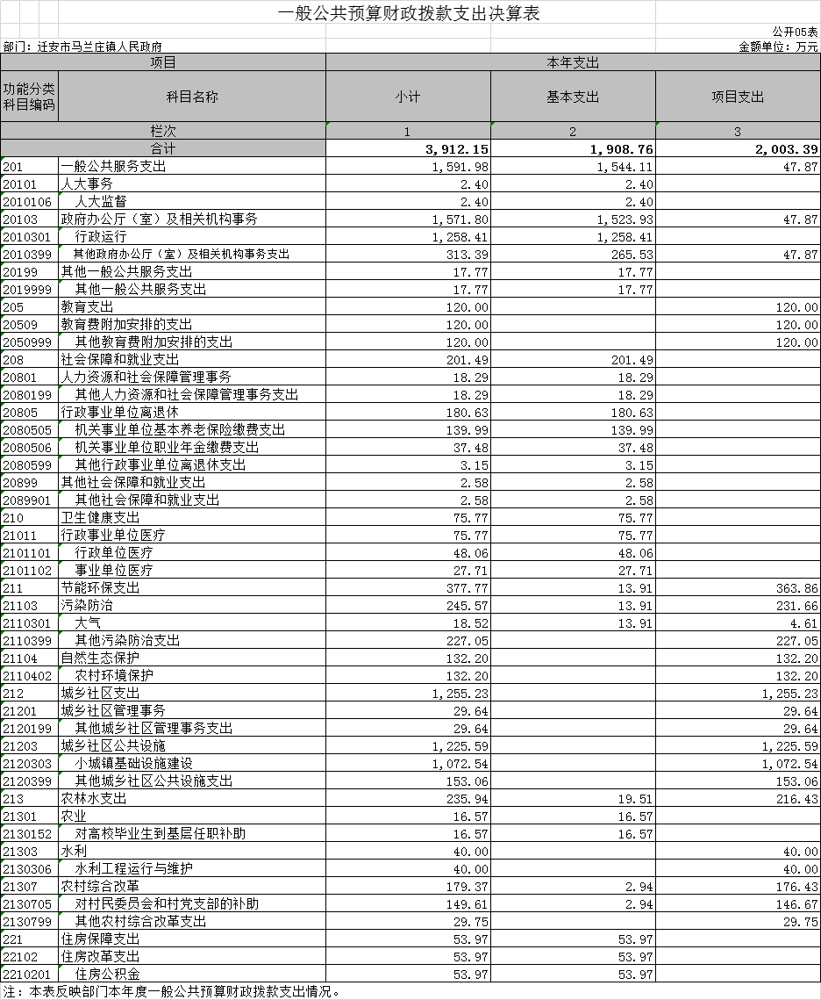 一般公共预算财政拨款支出决算表
公开05表
部门：迁安市马兰庄镇人民政府 金额单位：万元
项目 本年支出
功能分类科目编码 科目名称 小计 基本支出 项目支出
栏次 1 2 3
合计 3,912.15 1,908.76 2,003.39
201 一般公共服务支出 1,591.98 1,544.11 47.87
20101 人大事务 2.40 2.40
2010106 人大监督 2.40 2.40
20103 政府办公厅（室）及相关机构事务 1,571.80 1,523.93 47.87
2010301 行政运行 1,258.41 1,258.41
2010399 其他政府办公厅（室）及相关机构事务支出 313.39 265.53 47.87
20199 其他一般公共服务支出 17.77 17.77
2019999 其他一般公共服务支出 17.77 17.77
205 教育支出 120.00 120.00
20509 教育费附加安排的支出 120.00 120.00
2050999 其他教育费附加安排的支出 120.00 120.00
208 社会保障和就业支出 201.49 201.49
20801 人力资源和社会保障管理事务 18.29 18.29
2080199 其他人力资源和社会保障管理事务支出 18.29 18.29
20805 行政事业单位离退休 180.63 180.63
2080505 机关事业单位基本养老保险缴费支出 139.99 139.99
2080506 机关事业单位职业年金缴费支出 37.48 37.48
2080599 其他行政事业单位离退休支出 3.15 3.15
20899 其他社会保障和就业支出 2.58 2.58
2089901 其他社会保障和就业支出 2.58 2.58
210 卫生健康支出 75.77 75.77
21011 行政事业单位医疗 75.77 75.77
2101101 行政单位医疗 48.06 48.06
2101102 事业单位医疗 27.71 27.71
211 节能环保支出 377.77 13.91 363.86
21103 污染防治 245.57 13.91 231.66
2110301 大气 18.52 13.91 4.61
2110399 其他污染防治支出 227.05 227.05
21104 自然生态保护 132.20 132.20
2110402 农村环境保护 132.20 132.20
212 城乡社区支出 1,255.23 1,255.23
21201 城乡社区管理事务 29.64 29.64
2120199 其他城乡社区管理事务支出 29.64 29.64
21203 城乡社区公共设施 1,225.59 1,225.59
2120303 小城镇基础设施建设 1,072.54 1,072.54
2120399 其他城乡社区公共设施支出 153.06 153.06
213 农林水支出 235.94 19.51 216.43
21301 农业 16.57 16.57
2130152 对高校毕业生到基层任职补助 16.57 16.57
21303 水利 40.00 40.00
2130306 水利工程运行与维护 40.00 40.00
21307 农村综合改革 179.37 2.94 176.43
2130705 对村民委员会和村党支部的补助 149.61 2.94 146.67
2130799 其他农村综合改革支出 29.75 29.75
221 住房保障支出 53.97 53.97
22102 住房改革支出 53.97 53.97
2210201 住房公积金 53.97 53.97
注：本表反映部门本年度一般公共预算财政拨款支出情况。